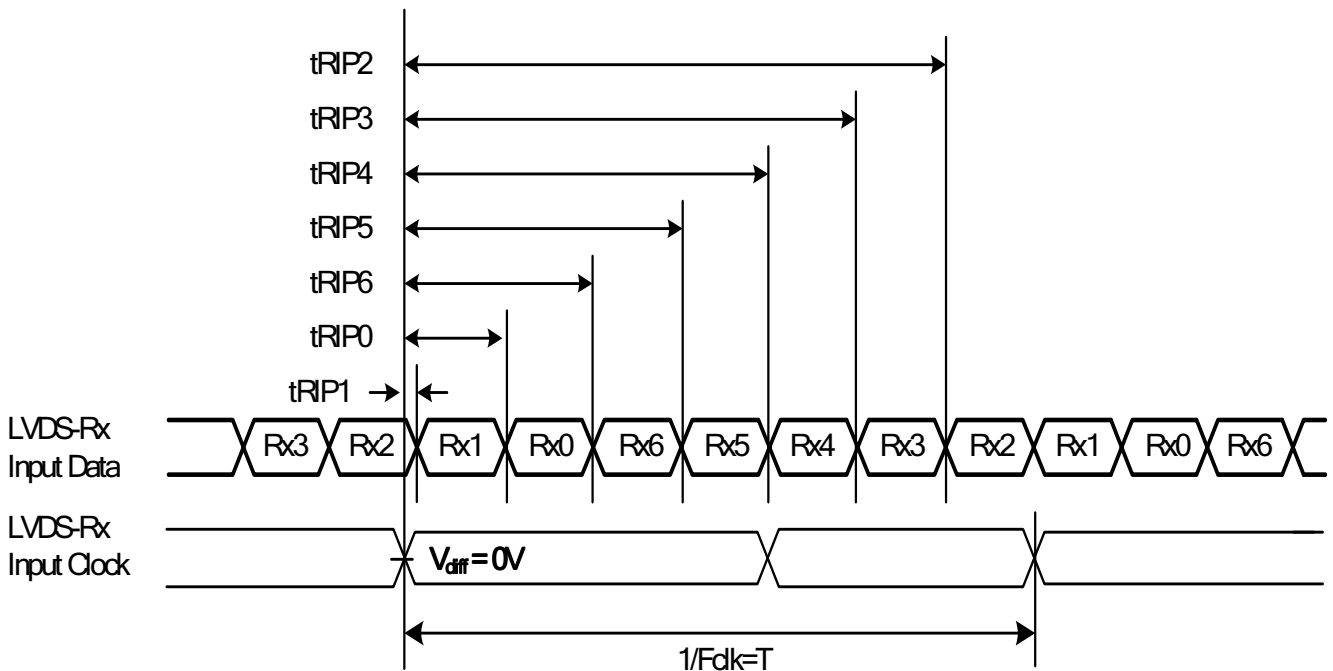 tRIP2
tRIP3
tRIP4
tRIP5
tRIP6
tRIP0
tRIP1
LVDS-Rx
Input Data
Rx3 Rx2 Rx1 Rx0 Rx6 Rx5 Rx4 Rx3 Rx2 Rx1 Rx0 Rx6
LVDS-Rx
Input Clock
Vdiff = 0V
1/Fclk=T